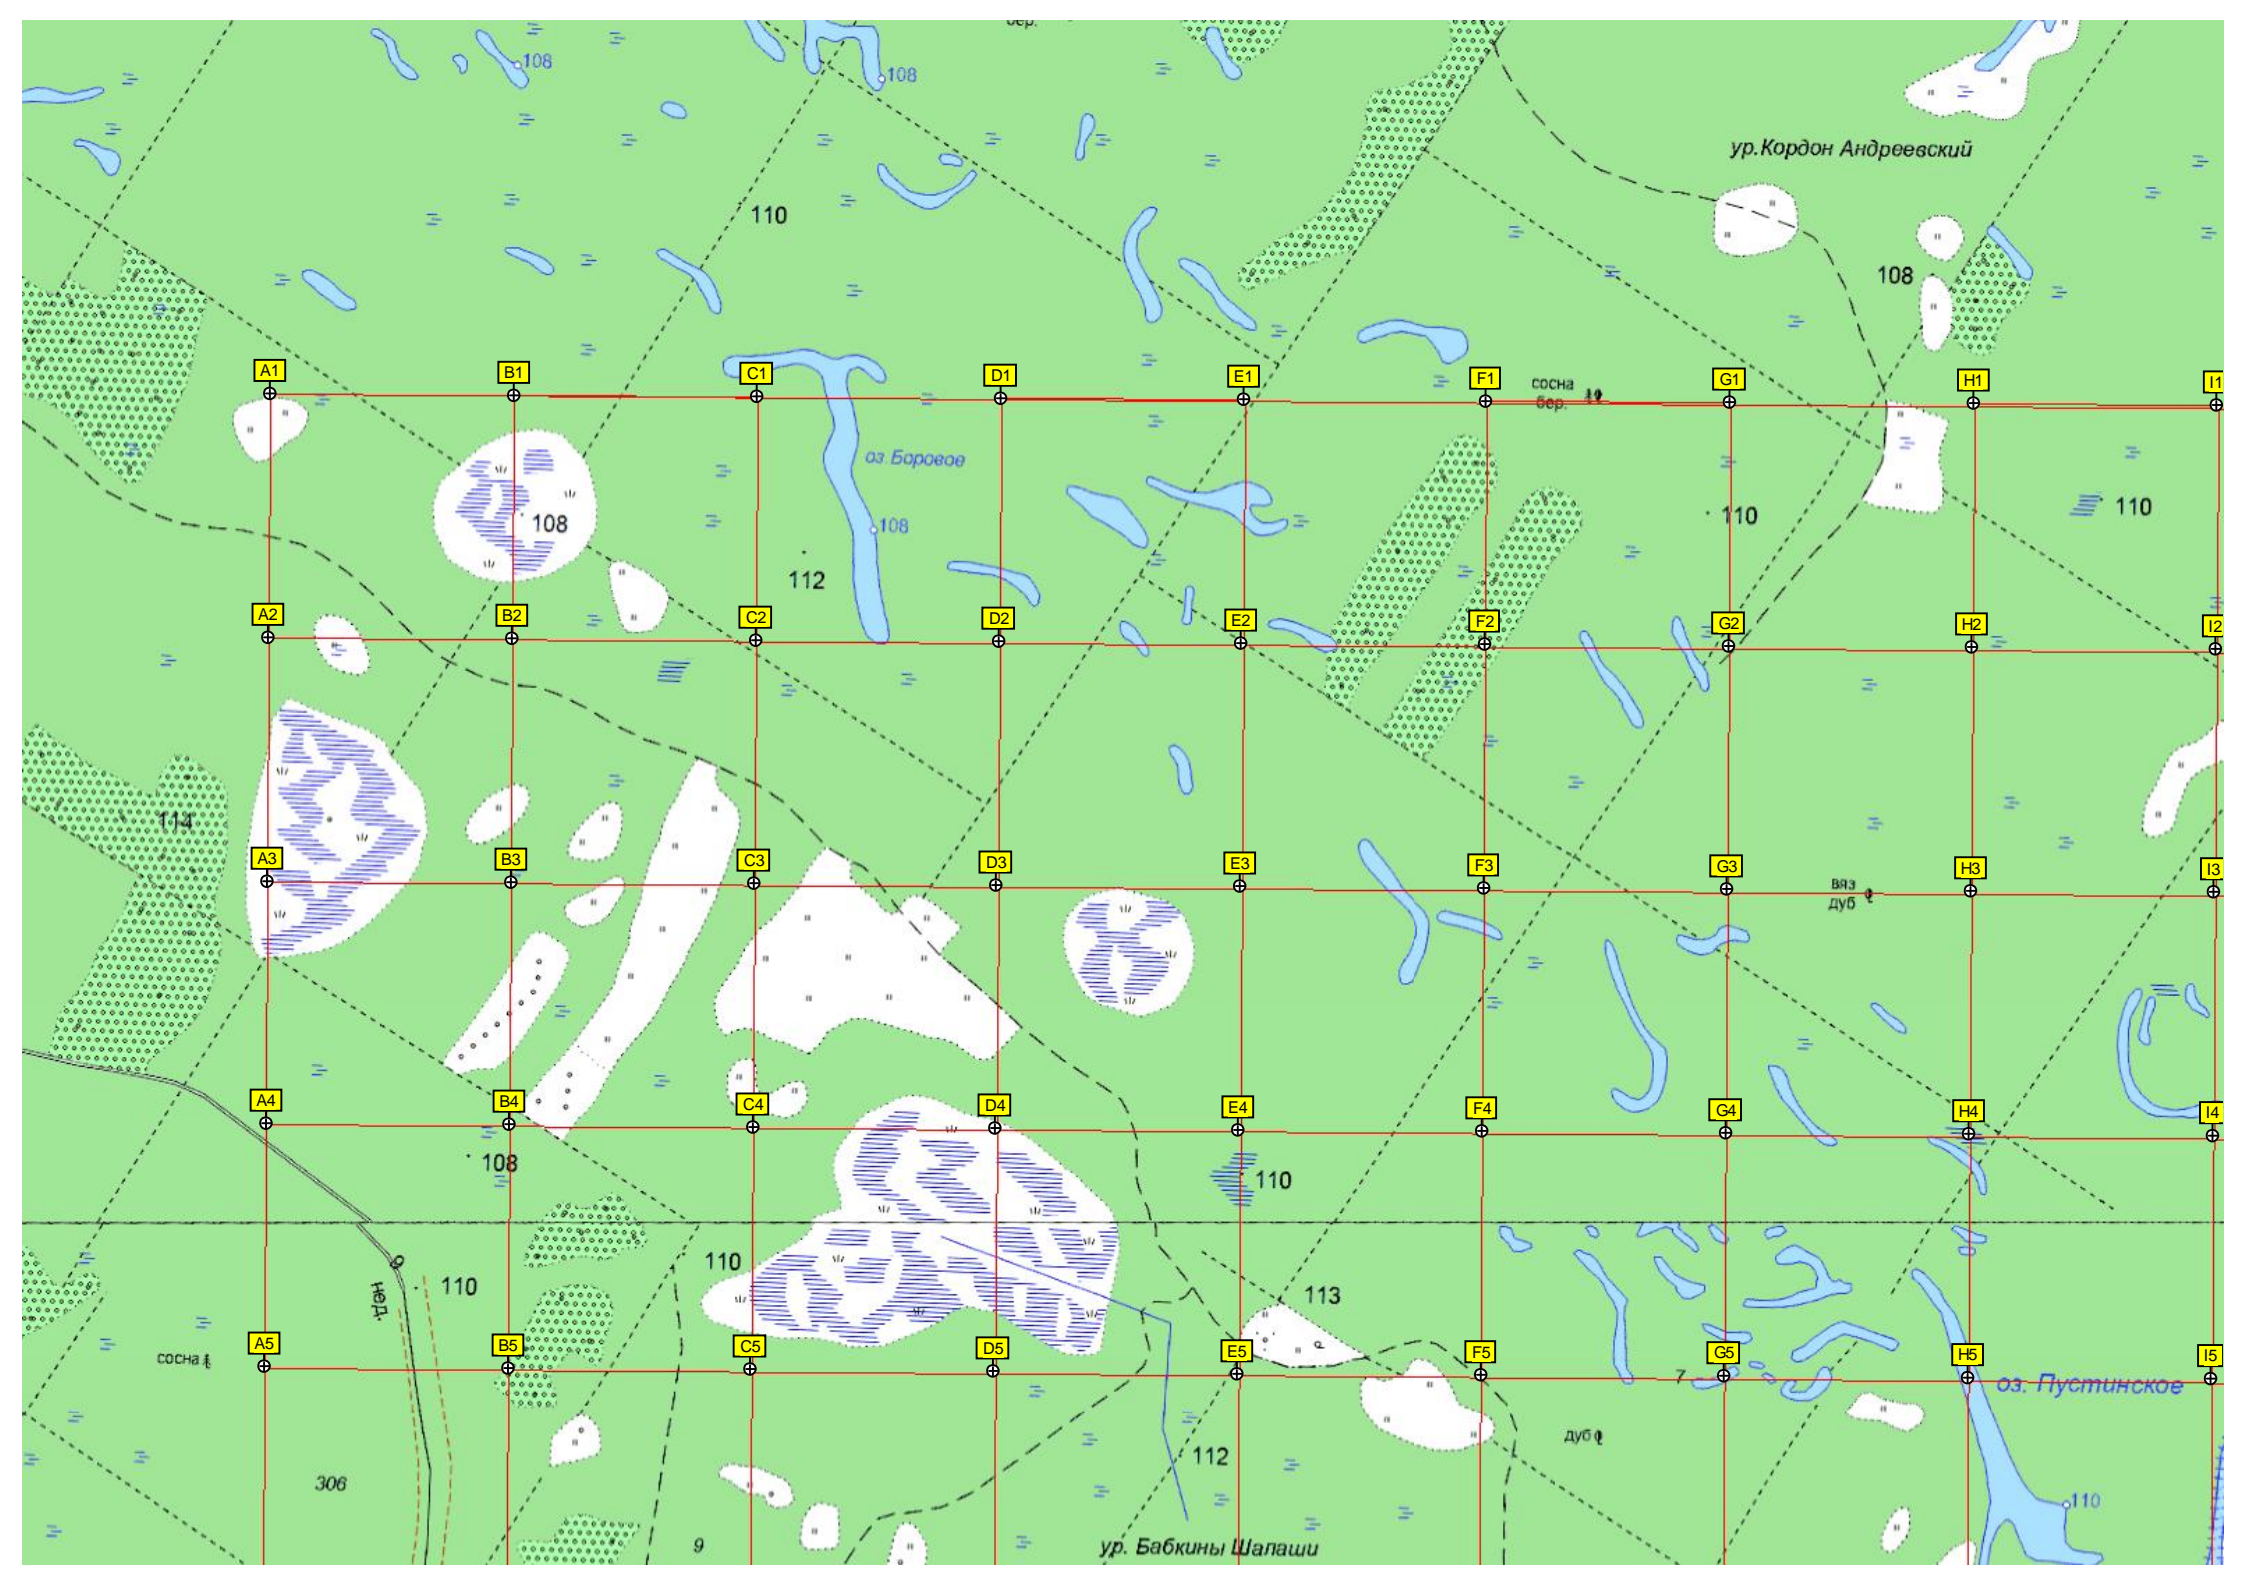 бер.
108
108
ур.Кордон Андреевский
110
108
A1
B1
C1
D1
E1
F1
G1
H1
I1
сосна
бер.
оз.Боровое
108
108
110
110
112
A2
B2
C2
D2
E2
F2
G2
H2
I2
114
A3
B3
C3
D3
E3
F3
G3
H3
I3
вяз
дуб
A4
B4
C4
D4
E4
F4
G4
H4
I4
108
110
110
110
нед.
9
113
A5
B5
C5
D5
E5
F5
G5
H5
I5
сосна
7
оз. Пустинское
дуб
112
306
110
9
ур. Бабкины Шалаши